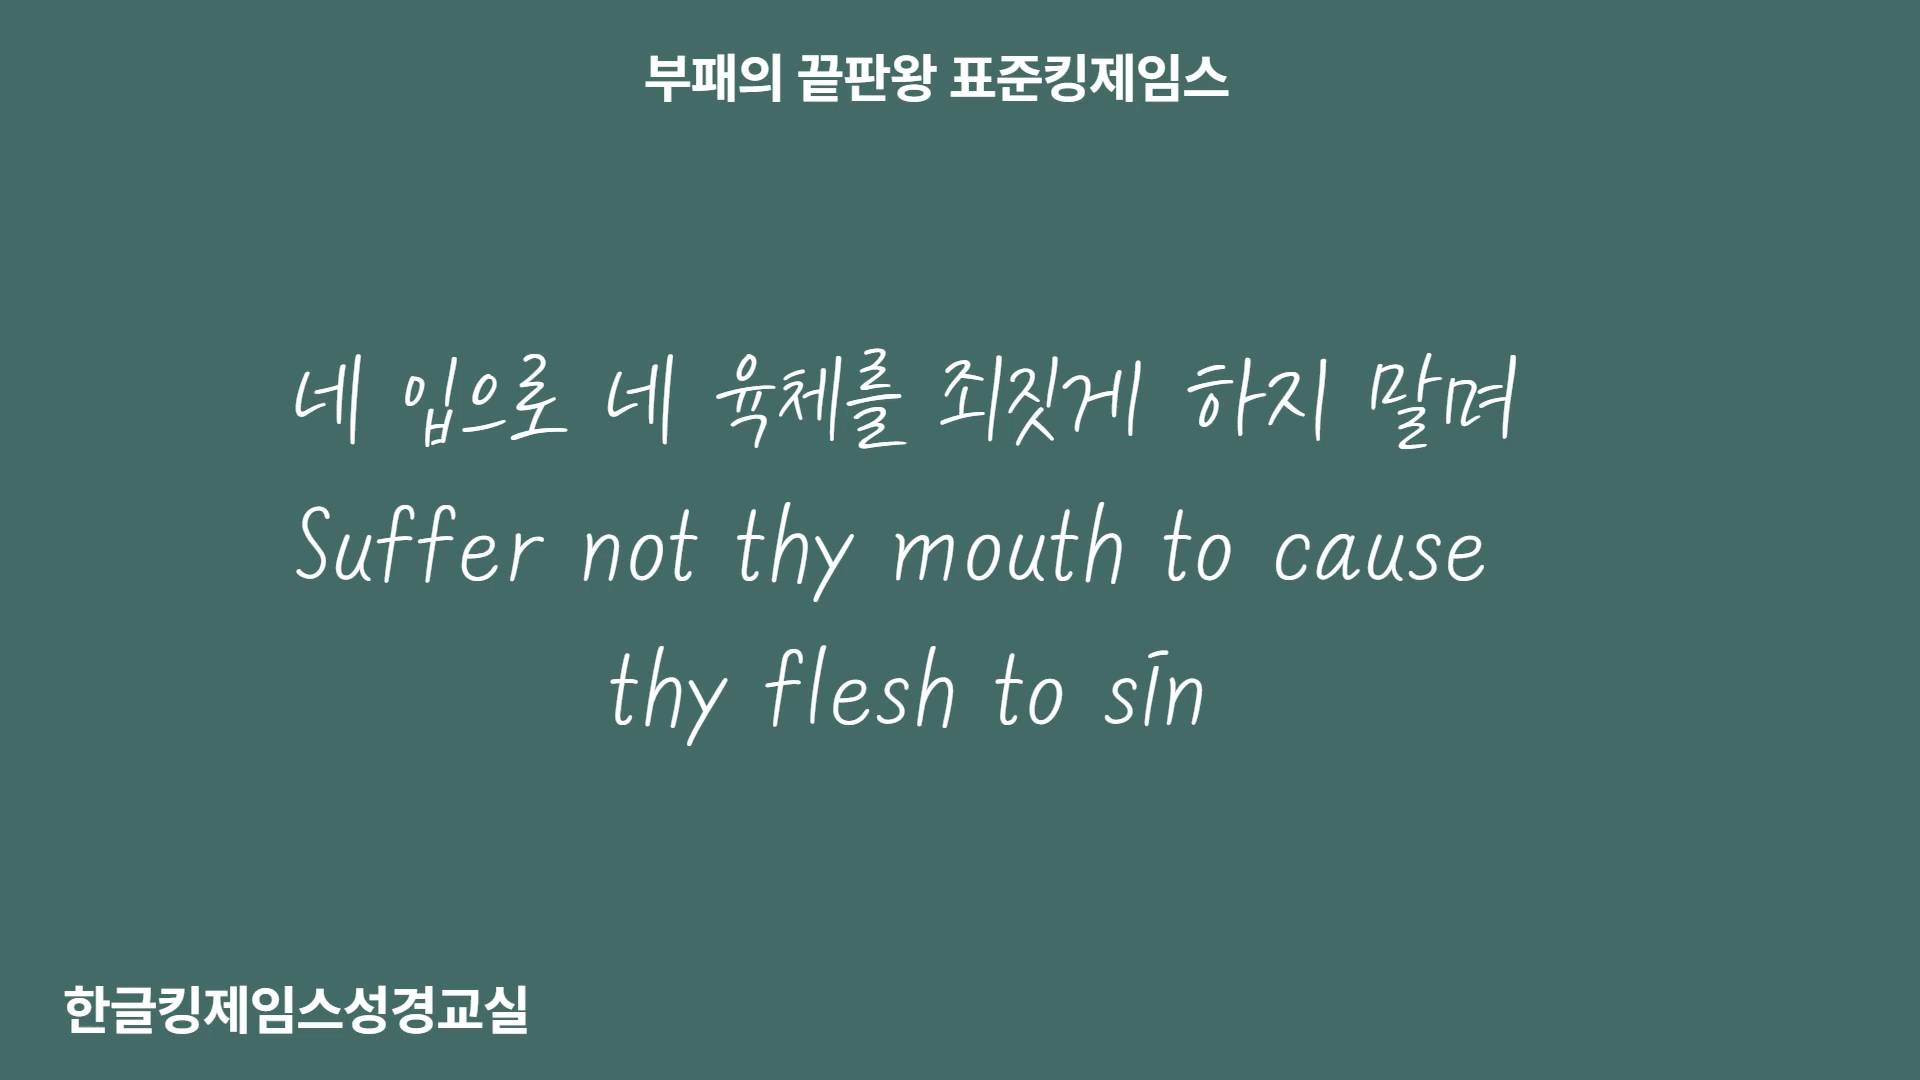 부패의 끝판왕 표준킹제임스
네 입으로 네 육체를 죄짓게 하지 말며
Suffer not thy mouth to cause
thy flesh to sin
한글킹제임스성경교실